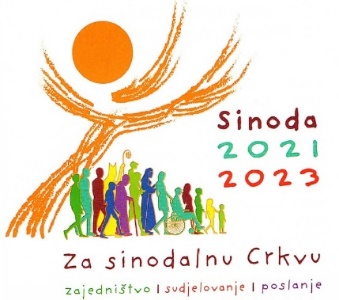 Sinoda
2021
2023
Za sinodalnu Crkvu
zajedništvo | sudjelovanje | poslanje